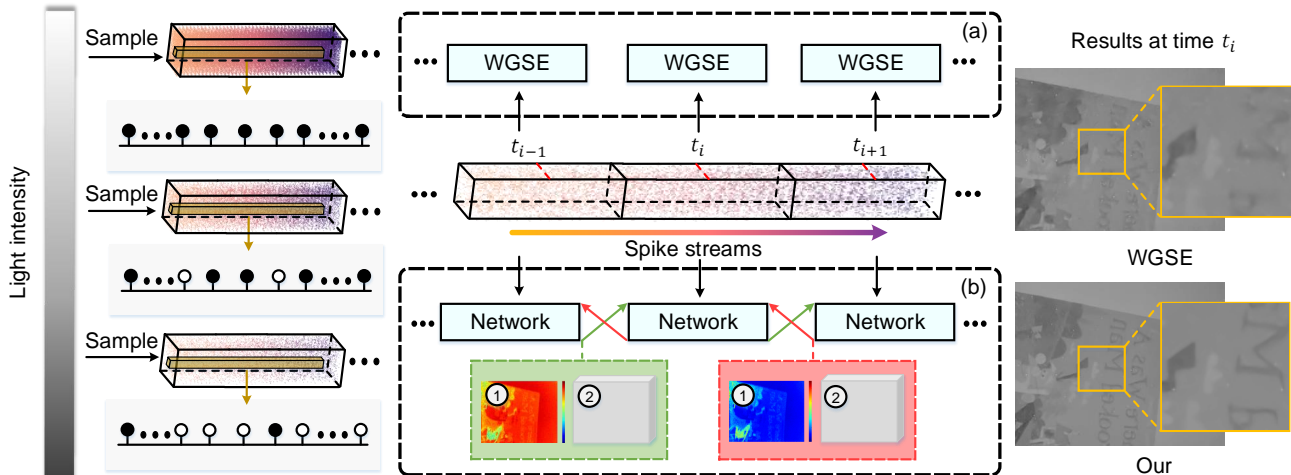 Light intensity
Sample
Sample
Sample
(a)
WGSE
WGSE
WGSE
t_{i-1}
t_i
t_{i+1}
Spike streams
(b)
Network
Network
Network
1
2
1
2
Results at time t_i
WGSE
Our